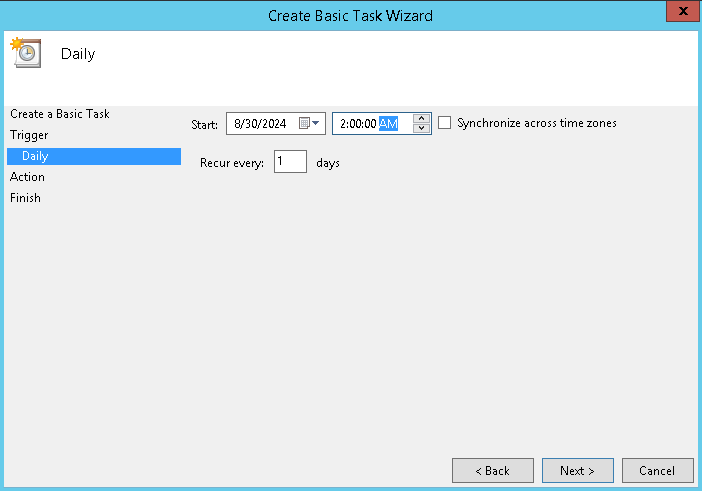 Create Basic Task Wizard
x
Daily
Create a Basic Task
Trigger
Daily
Action
Finish
Start: 8/30/2024 2:00:00 AM Synchronize across time zones
Recur every: 1 days
< Back Next > Cancel